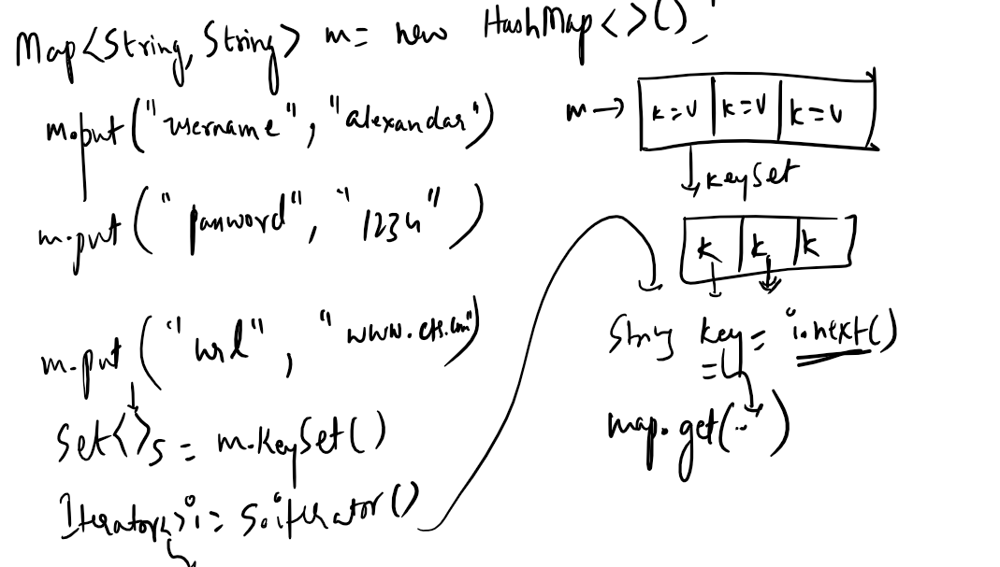 Map<String, String> m = new HashMap<>();
m.put("username", "alexandar")
m.put("password", "1234")
m.put("url", "www.cts.com")
Set<>s = m.keySet()
Iterator<>i = s.iterator()
m → k=v k=v k=v
keySet
k k k
String key = i.next()
map.get(..)